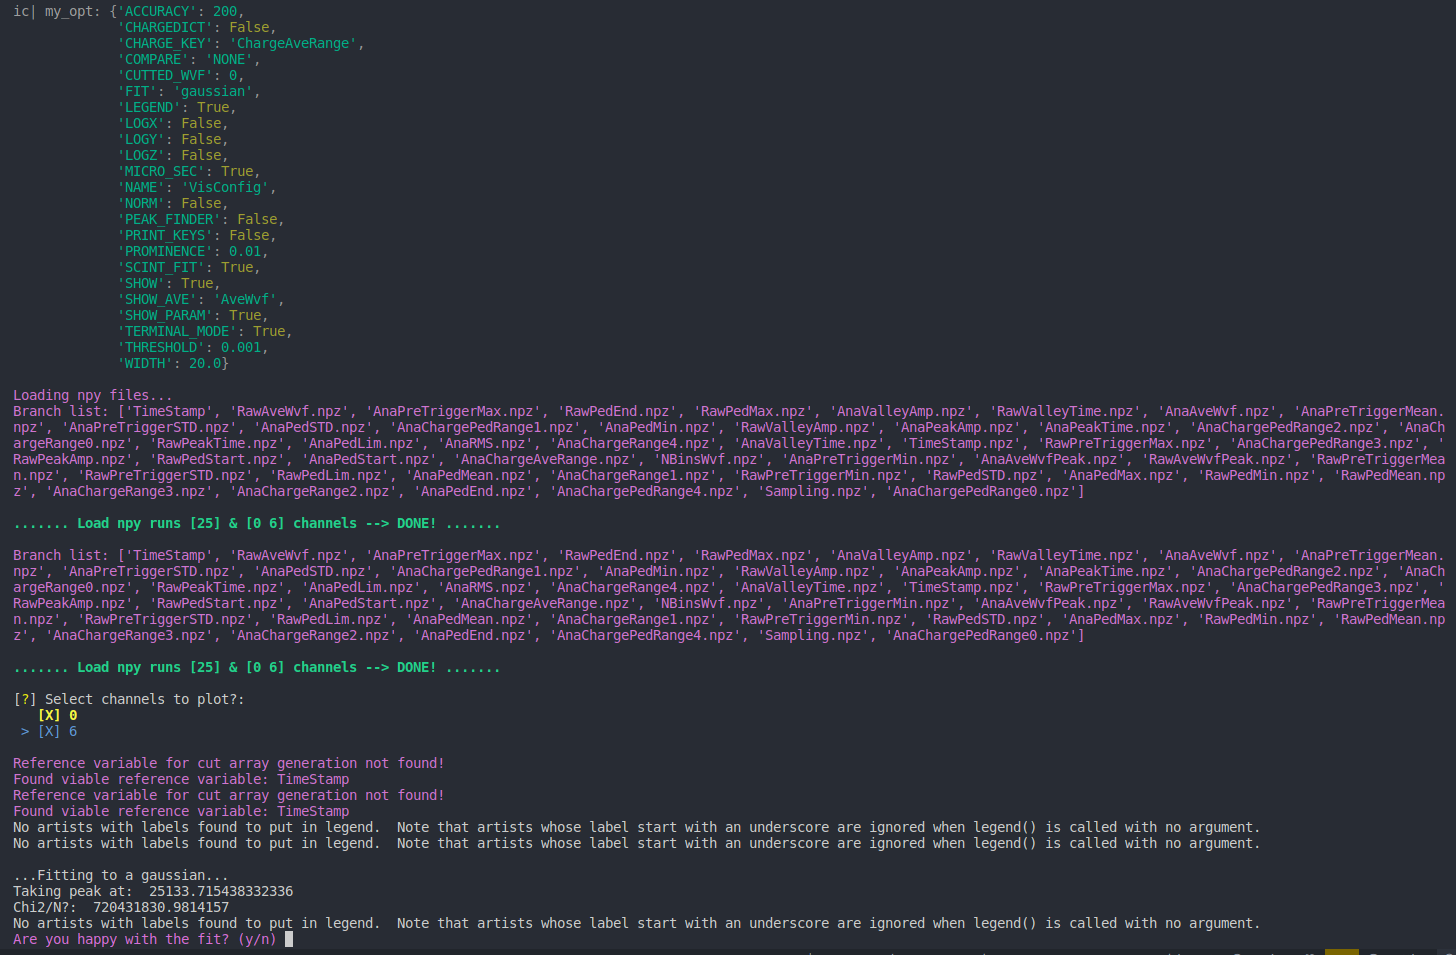 ic| my_opt: {'ACCURACY': 200,
'CHARGEDICT': False,
'CHARGE_KEY': 'ChargeAveRange',
'COMPARE': 'NONE',
'CUTTED_WVF': 0,
'FIT': 'gaussian',
'LEGEND': True,
'LOGX': False,
'LOGY': False,
'LOGZ': False,
'MICRO_SEC': True,
'NAME': 'VisConfig',
'NORM': False,
'PEAK_FINDER': False,
'PRINT_KEYS': False,
'PROMINENCE': 0.01,
'SCINT_FIT': True,
'SHOW': True,
'SHOW_AVE': 'AveWvf',
'SHOW_PARAM': True,
'TERMINAL_MODE': True,
'THRESHOLD': 0.001,
'WIDTH': 20.0}
Loading npy files...
Branch list: ['TimeStamp', 'RawAveWvf.npz', 'AnaPreTriggerMax.npz', 'RawPedEnd.npz', 'RawPedMax.npz', 'AnaValleyAmp.npz', 'RawValleyTime.npz', 'AnaAveWvf.npz', 'AnaPreTriggerMean.
npz', 'AnaPreTriggerSTD.npz', 'AnaPedSTD.npz', 'AnaChargePedRange1.npz', 'AnaPedMin.npz', 'RawValleyAmp.npz', 'AnaPeakAmp.npz', 'AnaPeakTime.npz', 'AnaChargePedRange2.npz', 'AnaCh
argeRange0.npz', 'RawPeakTime.npz', 'AnaPedLim.npz', 'AnaRMS.npz', 'AnaChargeRange4.npz', 'AnaValleyTime.npz', 'TimeStamp.npz', 'RawPreTriggerMax.npz', 'AnaChargePedRange3.npz', '
RawPeakAmp.npz', 'RawPedStart.npz', 'AnaPedStart.npz', 'AnaChargeAveRange.npz', 'NBinsWvf.npz', 'AnaPreTriggerMin.npz', 'AnaAveWvfPeak.npz', 'RawAveWvfPeak.npz', 'RawPreTriggerMea
n.npz', 'RawPreTriggerSTD.npz', 'RawPedLim.npz', 'AnaPedMean.npz', 'AnaChargeRange1.npz', 'RawPreTriggerMin.npz', 'RawPedSTD.npz', 'AnaPedMax.npz', 'RawPedMin.npz', 'RawPedMean.np
z', 'AnaChargeRange3.npz', 'AnaChargeRange2.npz', 'AnaPedEnd.npz', 'AnaChargePedRange4.npz', 'Sampling.npz', 'AnaChargePedRange0.npz']
....... Load npy runs [25] & [0 6] channels --> DONE! .......
Branch list: ['TimeStamp', 'RawAveWvf.npz', 'AnaPreTriggerMax.npz', 'RawPedEnd.npz', 'RawPedMax.npz', 'AnaValleyAmp.npz', 'RawValleyTime.npz', 'AnaAveWvf.npz', 'AnaPreTriggerMean.
npz', 'AnaPreTriggerSTD.npz', 'AnaPedSTD.npz', 'AnaChargePedRange1.npz', 'AnaPedMin.npz', 'RawValleyAmp.npz', 'AnaPeakAmp.npz', 'AnaPeakTime.npz', 'AnaChargePedRange2.npz', 'AnaCh
argeRange0.npz', 'RawPeakTime.npz', 'AnaPedLim.npz', 'AnaRMS.npz', 'AnaChargeRange4.npz', 'AnaValleyTime.npz', 'TimeStamp.npz', 'RawPreTriggerMax.npz', 'AnaChargePedRange3.npz', '
RawPeakAmp.npz', 'RawPedStart.npz', 'AnaPedStart.npz', 'AnaChargeAveRange.npz', 'NBinsWvf.npz', 'AnaPreTriggerMin.npz', 'AnaAveWvfPeak.npz', 'RawAveWvfPeak.npz', 'RawPreTriggerMea
n.npz', 'RawPreTriggerSTD.npz', 'RawPedLim.npz', 'AnaPedMean.npz', 'AnaChargeRange1.npz', 'RawPreTriggerMin.npz', 'RawPedSTD.npz', 'AnaPedMax.npz', 'RawPedMin.npz', 'RawPedMean.np
z', 'AnaChargeRange3.npz', 'AnaChargeRange2.npz', 'AnaPedEnd.npz', 'AnaChargePedRange4.npz', 'Sampling.npz', 'AnaChargePedRange0.npz']
....... Load npy runs [25] & [0 6] channels --> DONE! .......
[?] Select channels to plot?:
[X] 0
> [X] 6
Reference variable for cut array generation not found!
Found viable reference variable: TimeStamp
Reference variable for cut array generation not found!
Found viable reference variable: TimeStamp
No artists with labels found to put in legend.  Note that artists whose label start with an underscore are ignored when legend() is called with no argument.
No artists with labels found to put in legend.  Note that artists whose label start with an underscore are ignored when legend() is called with no argument.
...Fitting to a gaussian...
Taking peak at:  25133.715438332336
Chi2/N?:  720431830.9814157
No artists with labels found to put in legend.  Note that artists whose label start with an underscore are ignored when legend() is called with no argument.
Are you happy with the fit? (y/n)